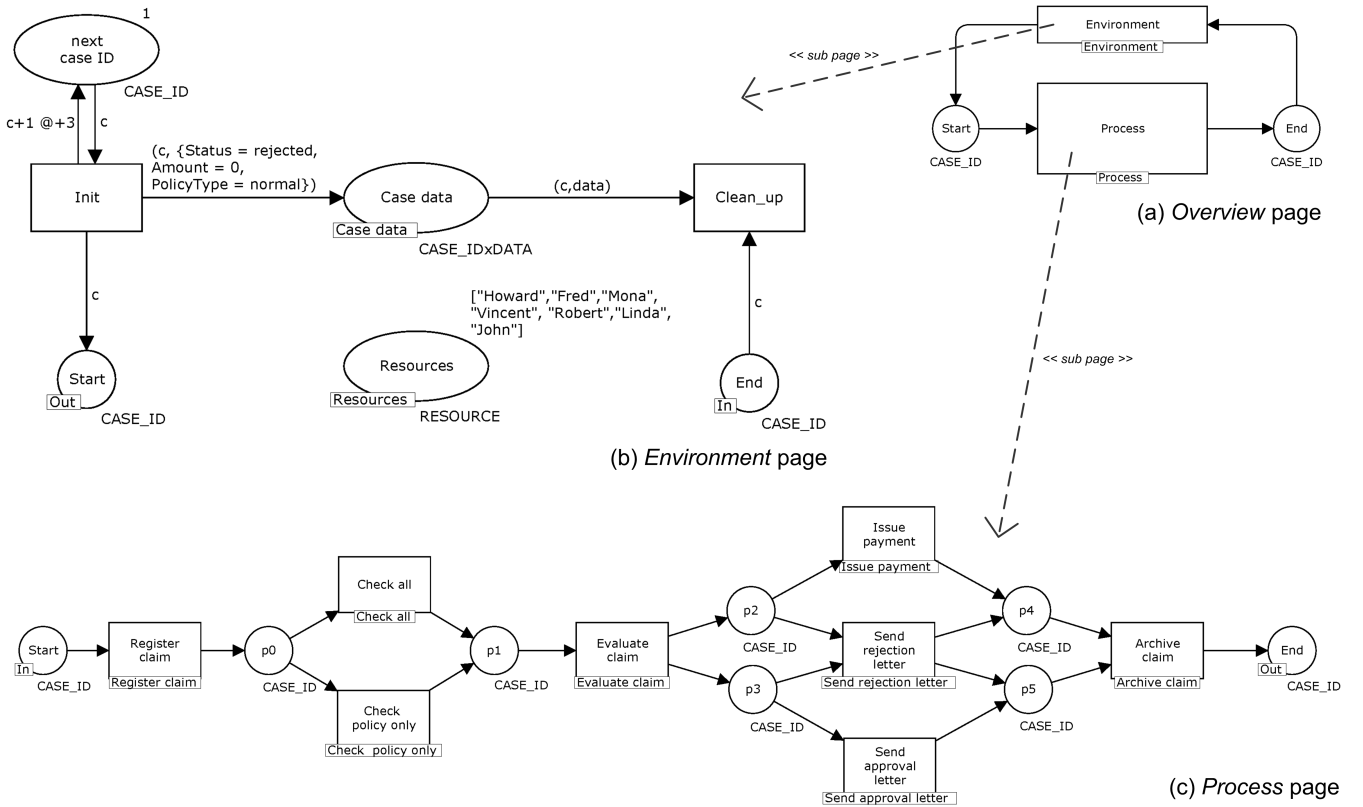 1
next
case ID
CASE_ID
c+1 @+3
c
(c, {Status = rejected,
Amount = 0,
PolicyType = normal})
Init
Case data
Case data
CASE_IDxDATA
(c,data)
Clean_up
c
Start
Out
CASE_ID
["Howard","Fred","Mona",
"Vincent", "Robert","Linda",
"John"]
Resources
Resources
RESOURCE
c
End
In
CASE_ID
(b) Environment page
<< sub page >>
Environment
Environment
Start
CASE_ID
Process
Process
End
CASE_ID
(a) Overview page
<< sub page >>
Start
In
CASE_ID
Register
claim
Register claim
p0
CASE_ID
Check all
Check all
Check
policy only
Check policy only
p1
CASE_ID
Evaluate
claim
Evaluate claim
p2
CASE_ID
p3
CASE_ID
Issue
payment
Issue payment
Send
rejection
letter
Send rejection letter
Send
approval
letter
Send approval letter
p4
CASE_ID
p5
CASE_ID
Archive
claim
Archive claim
End
Out
CASE_ID
(c) Process page